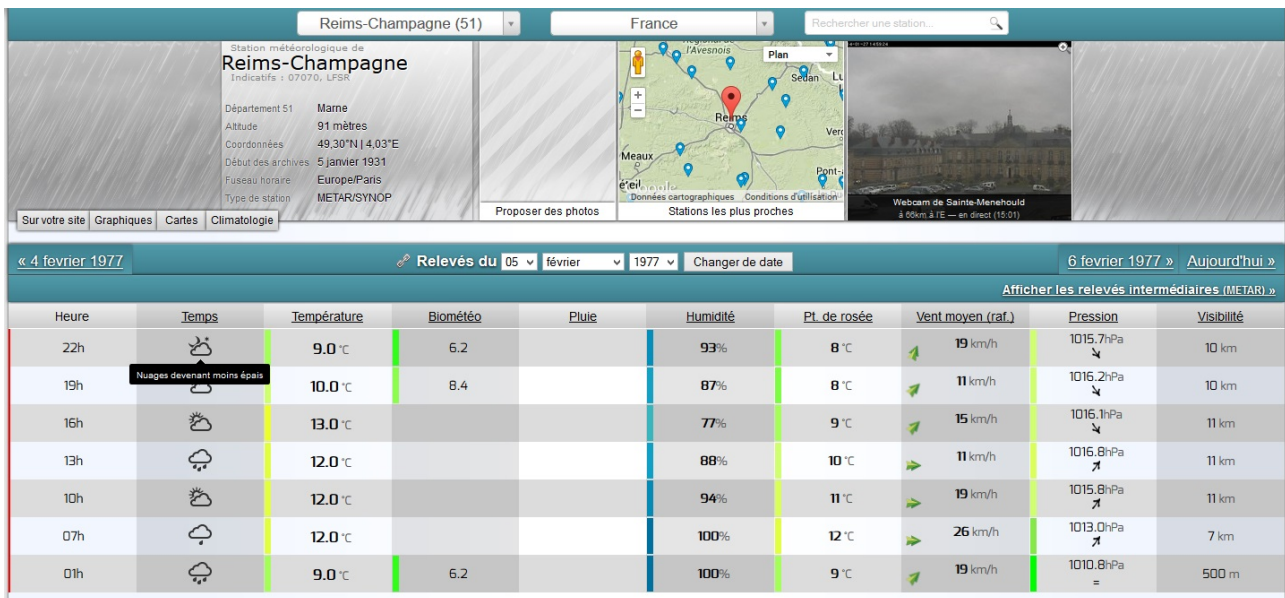 Reims-Champagne (51) France Rechercher une station...
Station météorologique de
Reims-Champagne
Indicatifs : 07070, LFSR
Département 51 Marne
Altitude 91 mètres
Coordonnées 49,30°N | 4,03°E
Début des archives 5 janvier 1931
Fuseau horaire Europe/Paris
Type de station METAR/SYNOP
Sur votre site Graphiques Cartes Climatologie
Proposer des photos
l'Avesnois
Plan
Sedan
Reims
Meaux
Données cartographiques Conditions d'utilisation
Stations les plus proches
Webcam de Sainte-Menehould
à 66km à l'E — en direct (15:01)
« 4 fevrier 1977 Relevés du 05 février 1977 Changer de date 6 fevrier 1977 » Aujourd'hui »
Afficher les relevés intermédiaires (METAR) »
Heure Temps Température Biométéo Pluie Humidité Pt. de rosée Vent moyen (raf.) Pression Visibilité
22h 9.0 °C 6.2 93% 8 °C 19 km/h 1015.7hPa 10 km
Nuages devenant moins épais
19h 10.0 °C 8.4 87% 8 °C 11 km/h 1016.2hPa 10 km
16h 13.0 °C 77% 9 °C 15 km/h 1016.1hPa 11 km
13h 12.0 °C 88% 10 °C 11 km/h 1016.8hPa 11 km
10h 12.0 °C 94% 11 °C 19 km/h 1015.8hPa 11 km
07h 12.0 °C 100% 12 °C 26 km/h 1013.0hPa 7 km
01h 9.0 °C 6.2 100% 9 °C 19 km/h 1010.8hPa = 500 m